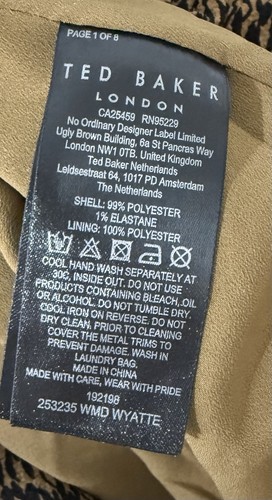 PAGE 1 OF 8
TED BAKER
LONDON
CA25459 RN95229
No Ordinary Designer Label Limited
Ugly Brown Building, 6a St Pancras Way
London NW1 0TB, United Kingdom
Ted Baker Netherlands
Leidsestraat 64, 1017 PD Amsterdam
The Netherlands
SHELL: 99% POLYESTER
1% ELASTANE
LINING: 100% POLYESTER
COOL HAND WASH SEPARATELY AT
30C, INSIDE OUT. DO NOT USE
PRODUCTS CONTAINING BLEACH, OIL
OR ALCOHOL. DO NOT TUMBLE DRY.
COOL IRON ON REVERSE. DO NOT
DRY CLEAN. PRIOR TO CLEANING
COVER THE METAL TRIMS TO
PREVENT DAMAGE. WASH IN
LAUNDRY BAG.
MADE IN CHINA
MADE WITH CARE, WEAR WITH PRIDE
192198
253235 WMD WYATTE